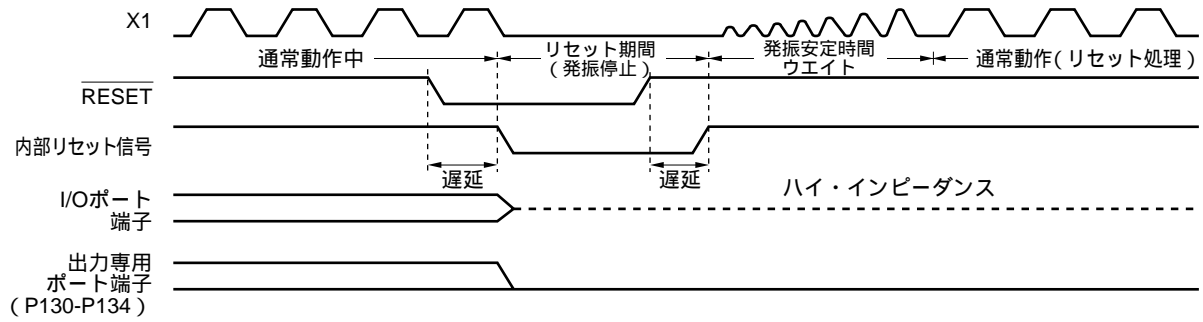 X1
通常動作中
リセット期間
（発振停止）
発振安定時間
ウエイト
通常動作（リセット処理）
RESET
内部リセット信号
遅延
遅延
I/Oポート
端子
ハイ・インピーダンス
出力専用
ポート端子
（P130-P134）